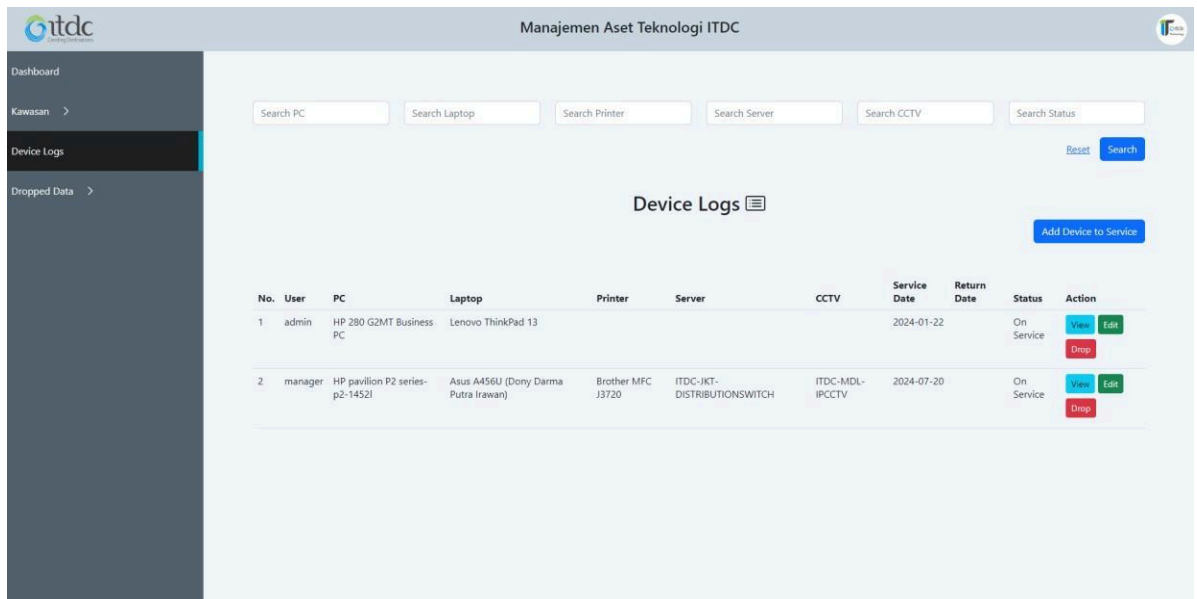 itdc
Manajemen Aset Teknologi ITDC
Dashboard
Kawasan >
Device Logs
Dropped Data >
Search PC
Search Laptop
Search Printer
Search Server
Search CCTV
Search Status
Reset
Search
Device Logs
Add Device to Service
No. User PC Laptop Printer Server CCTV Service Date Return Date Status Action
1 admin HP 280 G2MT Business PC Lenovo ThinkPad 13 2024-01-22 On Service View Edit Drop
2 manager HP pavilion P2 series-p2-1452l Asus A456U (Dony Darma Putra Irawan) Brother MFC J3720 ITDC-JKT-DISTRIBUTIONSWITCH ITDC-MDL-IPCCTV 2024-07-20 On Service View Edit Drop